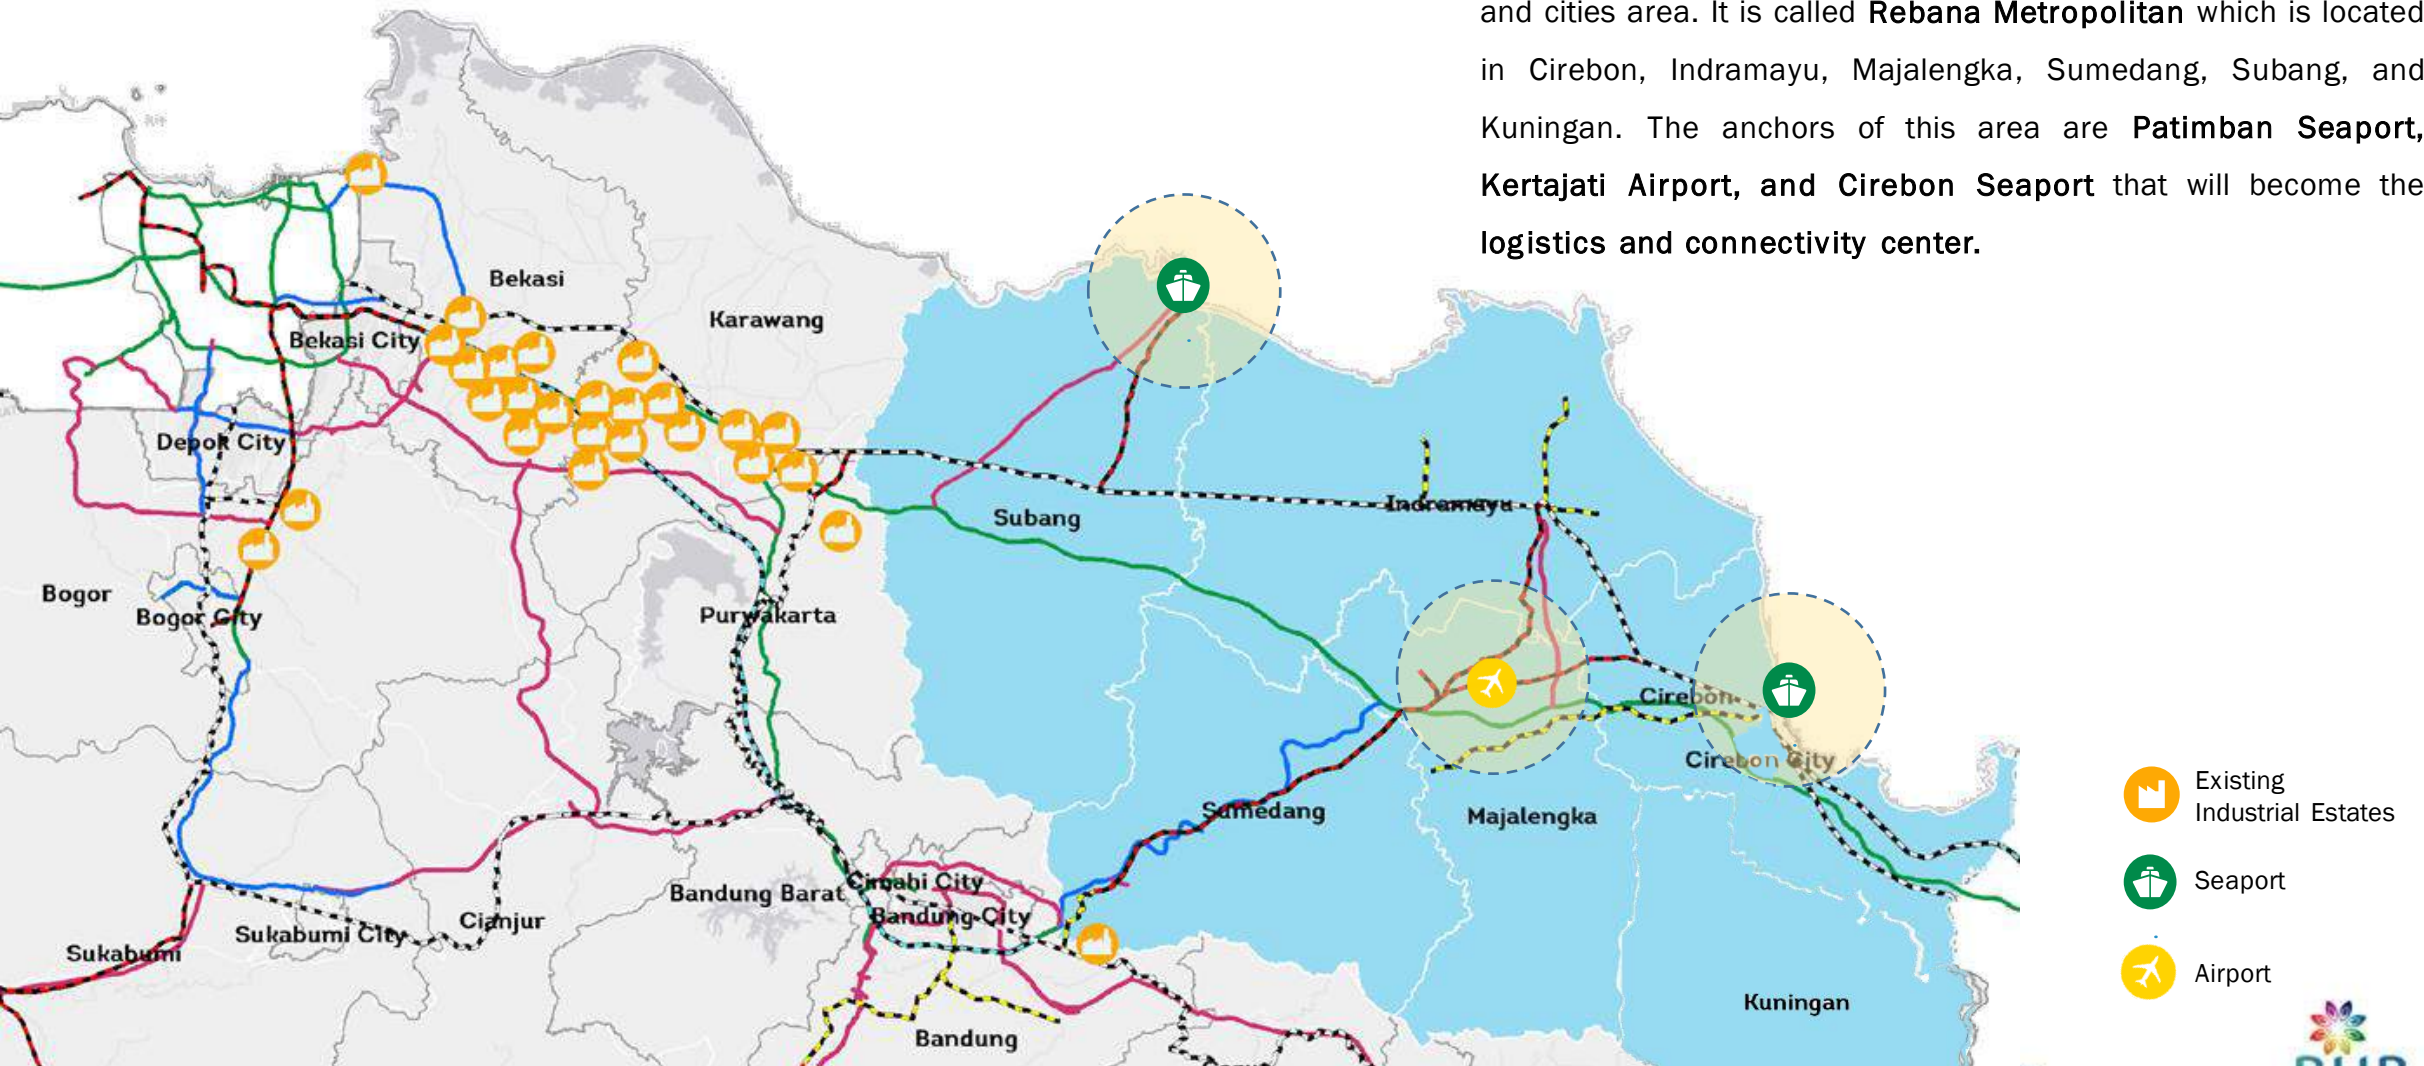 and cities area. It is called Rebana Metropolitan which is located
in Cirebon, Indramayu, Majalengka, Sumedang, Subang, and
Kuningan. The anchors of this area are Patimban Seaport,
Kertajati Airport, and Cirebon Seaport that will become the
logistics and connectivity center.
Bekasi
Karawang
Bekasi City
Depok City
Indramayu
Subang
Bogor
Bogor City
Purwakarta
Cirebon
Cirebon City
Existing
Industrial Estates
Sumedang
Majalengka
Seaport
Cimahi City
Bandung Barat
Bandung City
Cianjur
Sukabumi City
Sukabumi
Airport
Kuningan
Bandung